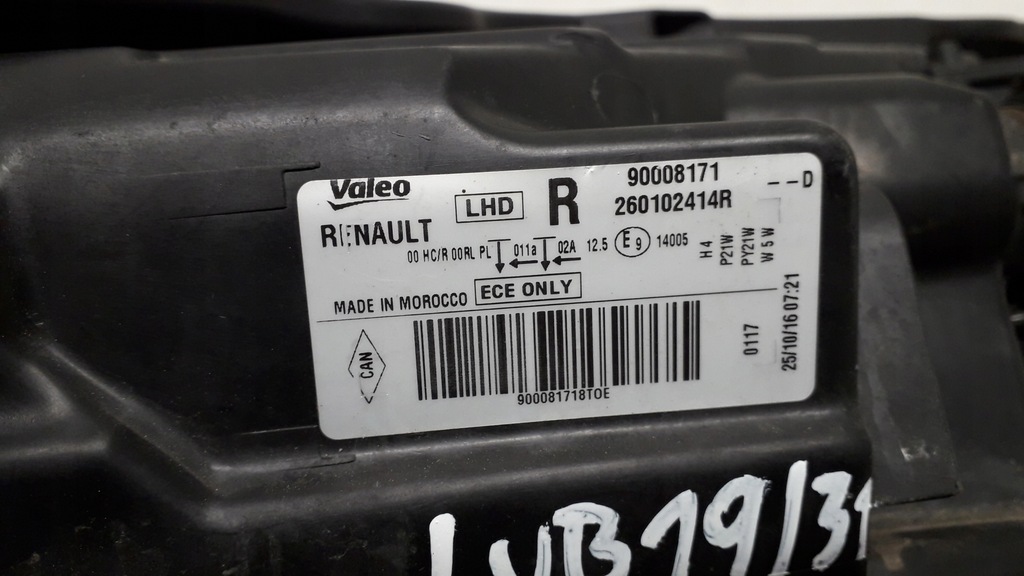 Valeo
RENAULT
LHD
R
90008171
260102414R
--D
00 HC/R 00RL PL 011a 02A 12.5 E9 14005
H4
P21W
PY21W
W5W
MADE IN MOROCCO
ECE ONLY
CAN
900081718TOE
0117
25/10/16 07:21
LVB19/31